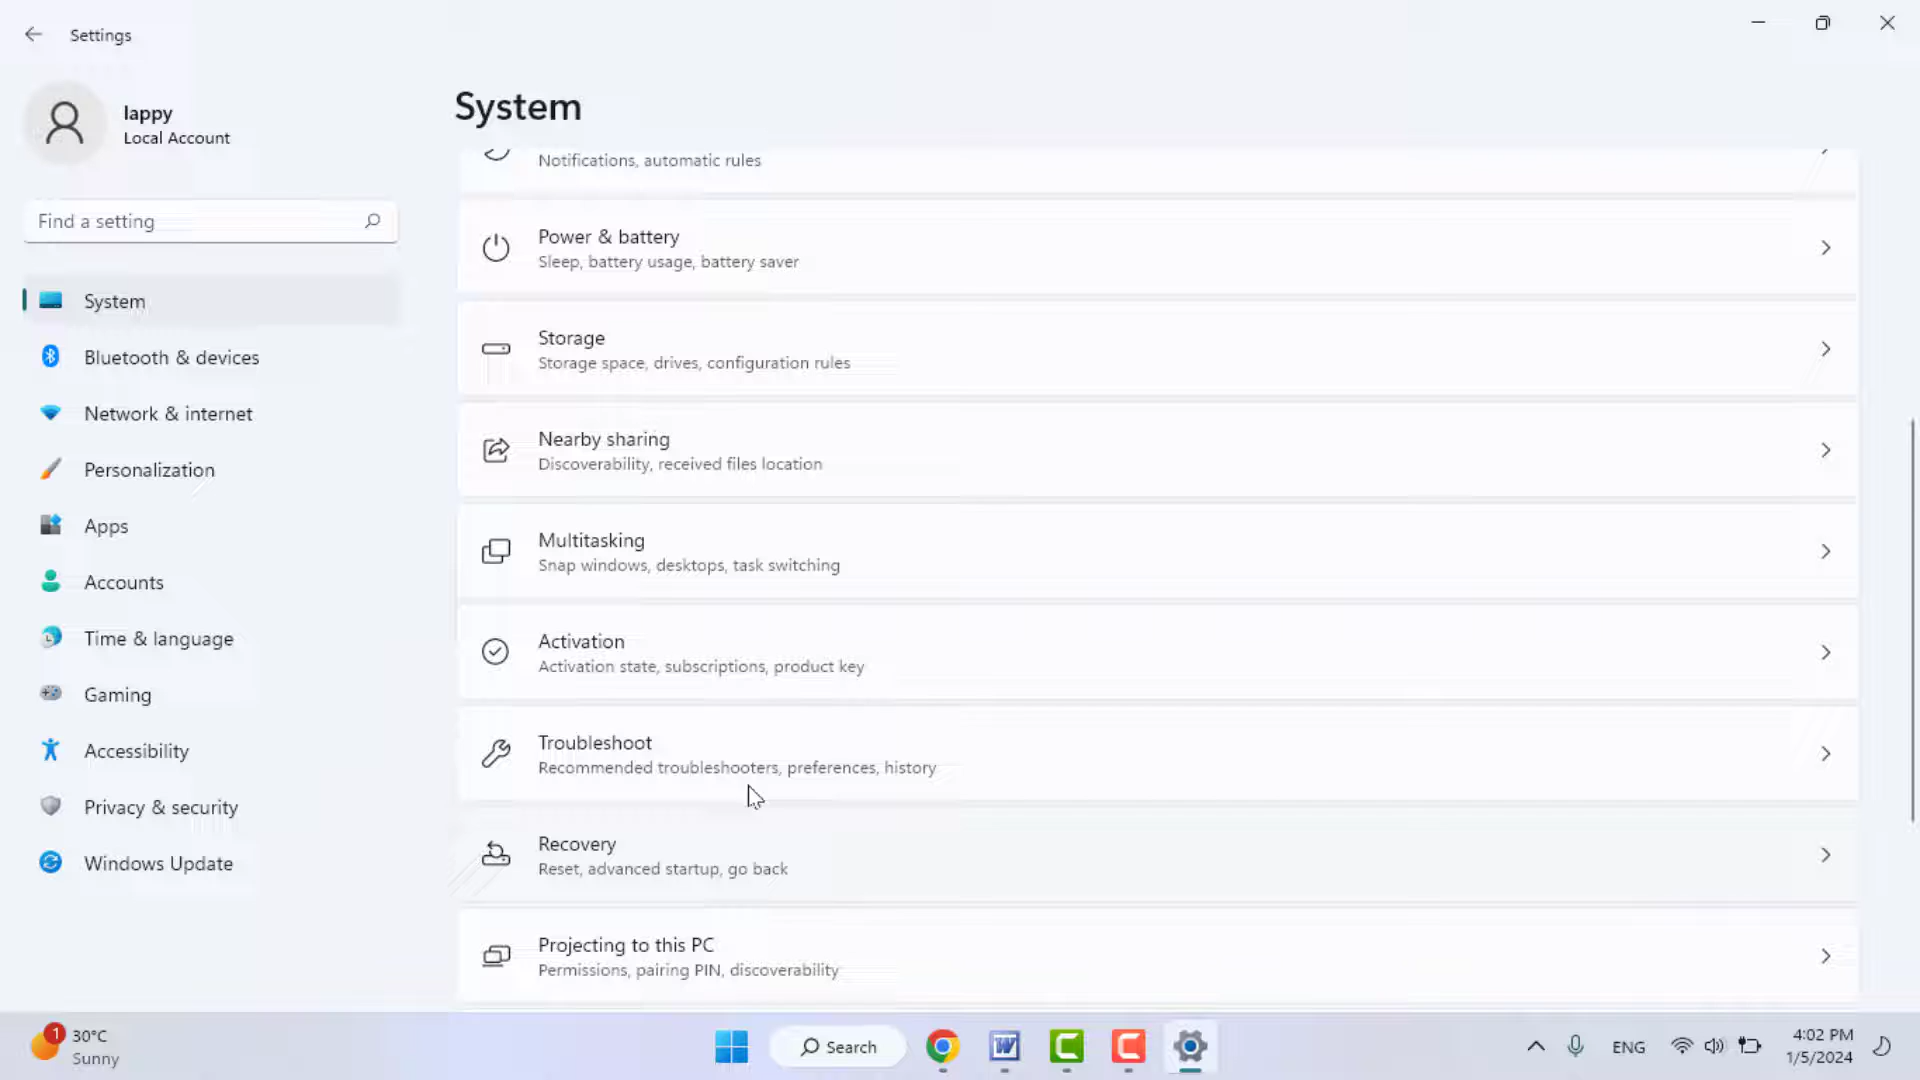 Settings
lappy
Local Account
Find a setting
System
Bluetooth & devices
Network & internet
Personalization
Apps
Accounts
Time & language
Gaming
Accessibility
Privacy & security
Windows Update
System
Notifications, automatic rules
Power & battery
Sleep, battery usage, battery saver
Storage
Storage space, drives, configuration rules
Nearby sharing
Discoverability, received files location
Multitasking
Snap windows, desktops, task switching
Activation
Activation state, subscriptions, product key
Troubleshoot
Recommended troubleshooters, preferences, history
Recovery
Reset, advanced startup, go back
Projecting to this PC
Permissions, pairing PIN, discoverability
1
30°C
Sunny
Search
W
ENG
4:02 PM
1/5/2024